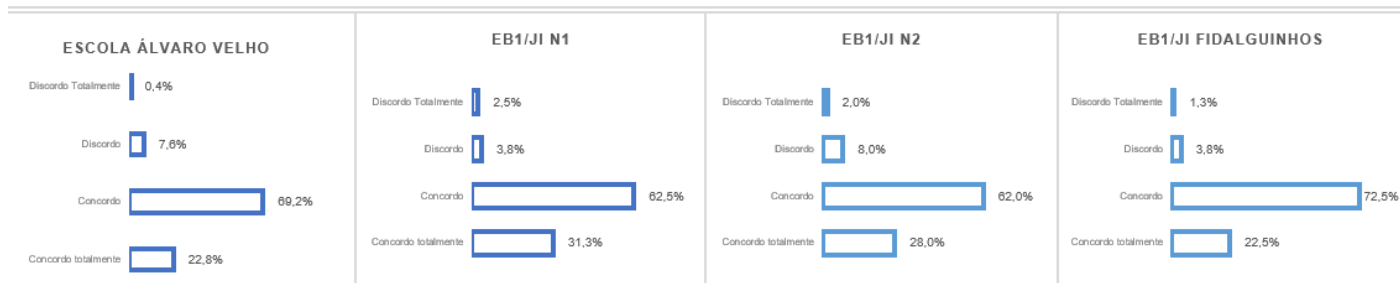 ESCOLA ÁLVARO VELHO
Discordo Totalmente 0,4%
Discordo 7,6%
Concordo 69,2%
Concordo totalmente 22,8%
EB1/JI N1
Discordo Totalmente 2,5%
Discordo 3,8%
Concordo 62,5%
Concordo totalmente 31,3%
EB1/JI N2
Discordo Totalmente 2,0%
Discordo 8,0%
Concordo 62,0%
Concordo totalmente 28,0%
EB1/JI FIDALGUINHOS
Discordo Totalmente 1,3%
Discordo 3,8%
Concordo 72,5%
Concordo totalmente 22,5%